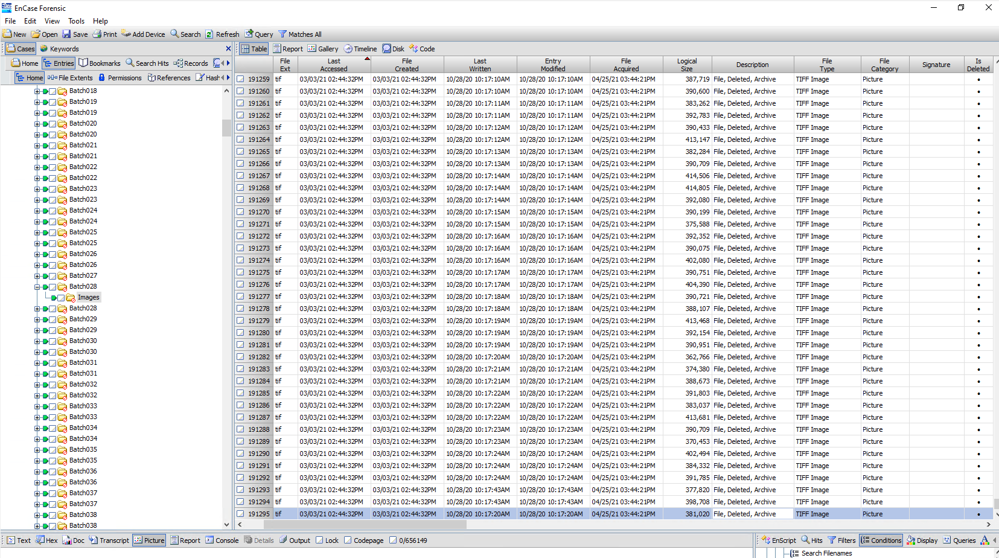 EnCase Forensic
File Edit View Tools Help
New Open Save Print Add Device Search Refresh Query Matches All
Cases Keywords
Table Report Gallery Timeline Disk Code
Home Entries Bookmarks Search Hits Records
Home File Extents Permissions References Hash
Batch018
Batch019
Batch019
Batch020
Batch020
Batch021
Batch021
Batch022
Batch022
Batch023
Batch023
Batch024
Batch024
Batch025
Batch025
Batch026
Batch026
Batch027
Batch028
Images
Batch028
Batch029
Batch029
Batch030
Batch030
Batch031
Batch031
Batch032
Batch032
Batch033
Batch033
Batch034
Batch034
Batch035
Batch035
Batch036
Batch036
Batch037
Batch037
Batch038
Batch038
File Ext Last Accessed File Created Last Written Entry Modified File Acquired Logical Size Description File Type File Category Signature Is Deleted
191259 tif 03/03/21 02:44:32PM 03/03/21 02:44:32PM 10/28/20 10:17:10AM 10/28/20 10:17:10AM 04/25/21 03:44:21PM 387,719 File, Deleted, Archive TIFF Image Picture •
191260 tif 03/03/21 02:44:32PM 03/03/21 02:44:32PM 10/28/20 10:17:10AM 10/28/20 10:17:10AM 04/25/21 03:44:21PM 390,600 File, Deleted, Archive TIFF Image Picture •
191261 tif 03/03/21 02:44:32PM 03/03/21 02:44:32PM 10/28/20 10:17:11AM 10/28/20 10:17:11AM 04/25/21 03:44:21PM 383,262 File, Deleted, Archive TIFF Image Picture •
191262 tif 03/03/21 02:44:32PM 03/03/21 02:44:32PM 10/28/20 10:17:11AM 10/28/20 10:17:11AM 04/25/21 03:44:21PM 392,783 File, Deleted, Archive TIFF Image Picture •
191263 tif 03/03/21 02:44:32PM 03/03/21 02:44:32PM 10/28/20 10:17:12AM 10/28/20 10:17:12AM 04/25/21 03:44:21PM 390,433 File, Deleted, Archive TIFF Image Picture •
191264 tif 03/03/21 02:44:32PM 03/03/21 02:44:32PM 10/28/20 10:17:12AM 10/28/20 10:17:12AM 04/25/21 03:44:21PM 413,147 File, Deleted, Archive TIFF Image Picture •
191265 tif 03/03/21 02:44:32PM 03/03/21 02:44:32PM 10/28/20 10:17:13AM 10/28/20 10:17:13AM 04/25/21 03:44:21PM 382,284 File, Deleted, Archive TIFF Image Picture •
191266 tif 03/03/21 02:44:32PM 03/03/21 02:44:32PM 10/28/20 10:17:13AM 10/28/20 10:17:13AM 04/25/21 03:44:21PM 390,709 File, Deleted, Archive TIFF Image Picture •
191267 tif 03/03/21 02:44:32PM 03/03/21 02:44:32PM 10/28/20 10:17:14AM 10/28/20 10:17:14AM 04/25/21 03:44:21PM 414,506 File, Deleted, Archive TIFF Image Picture •
191268 tif 03/03/21 02:44:32PM 03/03/21 02:44:32PM 10/28/20 10:17:14AM 10/28/20 10:17:14AM 04/25/21 03:44:21PM 414,805 File, Deleted, Archive TIFF Image Picture •
191269 tif 03/03/21 02:44:32PM 03/03/21 02:44:32PM 10/28/20 10:17:14AM 10/28/20 10:17:14AM 04/25/21 03:44:21PM 392,080 File, Deleted, Archive TIFF Image Picture •
191270 tif 03/03/21 02:44:32PM 03/03/21 02:44:32PM 10/28/20 10:17:15AM 10/28/20 10:17:15AM 04/25/21 03:44:21PM 390,199 File, Deleted, Archive TIFF Image Picture •
191271 tif 03/03/21 02:44:32PM 03/03/21 02:44:32PM 10/28/20 10:17:15AM 10/28/20 10:17:15AM 04/25/21 03:44:21PM 375,588 File, Deleted, Archive TIFF Image Picture •
191272 tif 03/03/21 02:44:32PM 03/03/21 02:44:32PM 10/28/20 10:17:16AM 10/28/20 10:17:16AM 04/25/21 03:44:21PM 392,352 File, Deleted, Archive TIFF Image Picture •
191273 tif 03/03/21 02:44:32PM 03/03/21 02:44:32PM 10/28/20 10:17:16AM 10/28/20 10:17:16AM 04/25/21 03:44:21PM 390,075 File, Deleted, Archive TIFF Image Picture •
191274 tif 03/03/21 02:44:32PM 03/03/21 02:44:32PM 10/28/20 10:17:16AM 10/28/20 10:17:16AM 04/25/21 03:44:21PM 402,080 File, Deleted, Archive TIFF Image Picture •
191275 tif 03/03/21 02:44:32PM 03/03/21 02:44:32PM 10/28/20 10:17:17AM 10/28/20 10:17:17AM 04/25/21 03:44:21PM 390,751 File, Deleted, Archive TIFF Image Picture •
191276 tif 03/03/21 02:44:32PM 03/03/21 02:44:32PM 10/28/20 10:17:17AM 10/28/20 10:17:17AM 04/25/21 03:44:21PM 404,390 File, Deleted, Archive TIFF Image Picture •
191277 tif 03/03/21 02:44:32PM 03/03/21 02:44:32PM 10/28/20 10:17:18AM 10/28/20 10:17:18AM 04/25/21 03:44:21PM 390,721 File, Deleted, Archive TIFF Image Picture •
191278 tif 03/03/21 02:44:32PM 03/03/21 02:44:32PM 10/28/20 10:17:18AM 10/28/20 10:17:18AM 04/25/21 03:44:21PM 388,107 File, Deleted, Archive TIFF Image Picture •
191279 tif 03/03/21 02:44:32PM 03/03/21 02:44:32PM 10/28/20 10:17:19AM 10/28/20 10:17:19AM 04/25/21 03:44:21PM 413,468 File, Deleted, Archive TIFF Image Picture •
191280 tif 03/03/21 02:44:32PM 03/03/21 02:44:32PM 10/28/20 10:17:19AM 10/28/20 10:17:19AM 04/25/21 03:44:21PM 392,154 File, Deleted, Archive TIFF Image Picture •
191281 tif 03/03/21 02:44:32PM 03/03/21 02:44:32PM 10/28/20 10:17:19AM 10/28/20 10:17:19AM 04/25/21 03:44:21PM 390,951 File, Deleted, Archive TIFF Image Picture •
191282 tif 03/03/21 02:44:32PM 03/03/21 02:44:32PM 10/28/20 10:17:20AM 10/28/20 10:17:20AM 04/25/21 03:44:21PM 362,766 File, Deleted, Archive TIFF Image Picture •
191283 tif 03/03/21 02:44:32PM 03/03/21 02:44:32PM 10/28/20 10:17:21AM 10/28/20 10:17:21AM 04/25/21 03:44:21PM 374,380 File, Deleted, Archive TIFF Image Picture •
191284 tif 03/03/21 02:44:32PM 03/03/21 02:44:32PM 10/28/20 10:17:21AM 10/28/20 10:17:21AM 04/25/21 03:44:21PM 388,673 File, Deleted, Archive TIFF Image Picture •
191285 tif 03/03/21 02:44:32PM 03/03/21 02:44:32PM 10/28/20 10:17:22AM 10/28/20 10:17:22AM 04/25/21 03:44:21PM 391,803 File, Deleted, Archive TIFF Image Picture •
191286 tif 03/03/21 02:44:32PM 03/03/21 02:44:32PM 10/28/20 10:17:22AM 10/28/20 10:17:22AM 04/25/21 03:44:21PM 383,037 File, Deleted, Archive TIFF Image Picture •
191287 tif 03/03/21 02:44:32PM 03/03/21 02:44:32PM 10/28/20 10:17:22AM 10/28/20 10:17:22AM 04/25/21 03:44:21PM 413,681 File, Deleted, Archive TIFF Image Picture •
191288 tif 03/03/21 02:44:32PM 03/03/21 02:44:32PM 10/28/20 10:17:23AM 10/28/20 10:17:23AM 04/25/21 03:44:21PM 390,709 File, Deleted, Archive TIFF Image Picture •
191289 tif 03/03/21 02:44:32PM 03/03/21 02:44:32PM 10/28/20 10:17:23AM 10/28/20 10:17:23AM 04/25/21 03:44:21PM 370,453 File, Deleted, Archive TIFF Image Picture •
191290 tif 03/03/21 02:44:32PM 03/03/21 02:44:32PM 10/28/20 10:17:24AM 10/28/20 10:17:24AM 04/25/21 03:44:21PM 402,494 File, Deleted, Archive TIFF Image Picture •
191291 tif 03/03/21 02:44:32PM 03/03/21 02:44:32PM 10/28/20 10:17:24AM 10/28/20 10:17:24AM 04/25/21 03:44:21PM 384,332 File, Deleted, Archive TIFF Image Picture •
191292 tif 03/03/21 02:44:32PM 03/03/21 02:44:32PM 10/28/20 10:17:24AM 10/28/20 10:17:24AM 04/25/21 03:44:21PM 391,785 File, Deleted, Archive TIFF Image Picture •
191293 tif 03/03/21 02:44:32PM 03/03/21 02:44:32PM 10/28/20 10:17:43AM 10/28/20 10:17:43AM 04/25/21 03:44:21PM 377,820 File, Deleted, Archive TIFF Image Picture •
191294 tif 03/03/21 02:44:32PM 03/03/21 02:44:32PM 10/28/20 10:17:43AM 10/28/20 10:17:43AM 04/25/21 03:44:21PM 398,708 File, Deleted, Archive TIFF Image Picture •
191295 tif 03/03/21 02:44:32PM 03/03/21 02:44:32PM 10/28/20 10:17:20AM 10/28/20 10:17:20AM 04/25/21 03:44:21PM 381,020 File, Deleted, Archive TIFF Image Picture •
Text Hex Doc Transcript Picture Report Console Details Output Lock Codepage 0/656149
EnScript Hits Filters Conditions Display Queries
Search Filenames